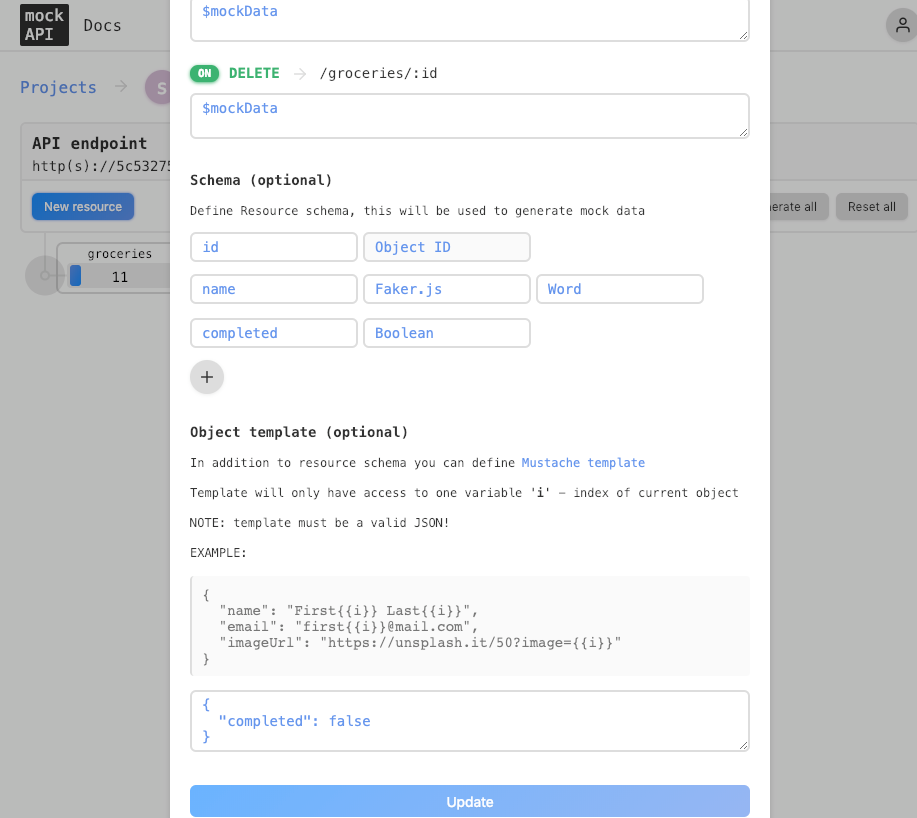 mock
API
Docs
$mockData
ON DELETE /groceries/:id
$mockData
Projects
S
API endpoint
http(s)://5c53275
New resource
Reset all
all
groceries
11
Schema (optional)
Define Resource schema, this will be used to generate mock data
id Object ID
name Faker.js Word
completed Boolean
+
Object template (optional)
In addition to resource schema you can define Mustache template
Template will only have access to one variable 'i' – index of current object
NOTE: template must be a valid JSON!
EXAMPLE:
{
"name": "First{{i}} Last{{i}}",
"email": "first{{i}}@mail.com",
"imageUrl": "https://unsplash.it/50?image={{i}}"
}
{
"completed": false
}
Update